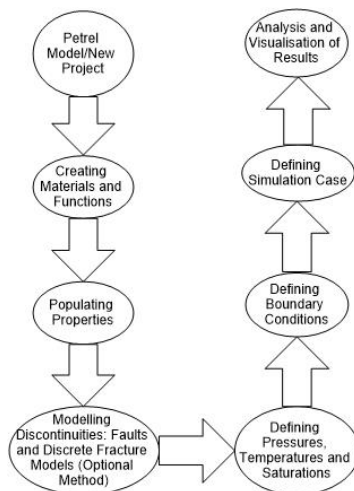 Petrel
Model/New
Project
Creating
Materials and
Functions
Populating
Properties
Modelling
Discontinuities: Faults
and Discrete Fracture
Models (Optional
Method)
Defining
Pressures,
Temperatures and
Saturations
Defining
Boundary
Conditions
Defining
Simulation Case
Analysis and
Visualisation of
Results